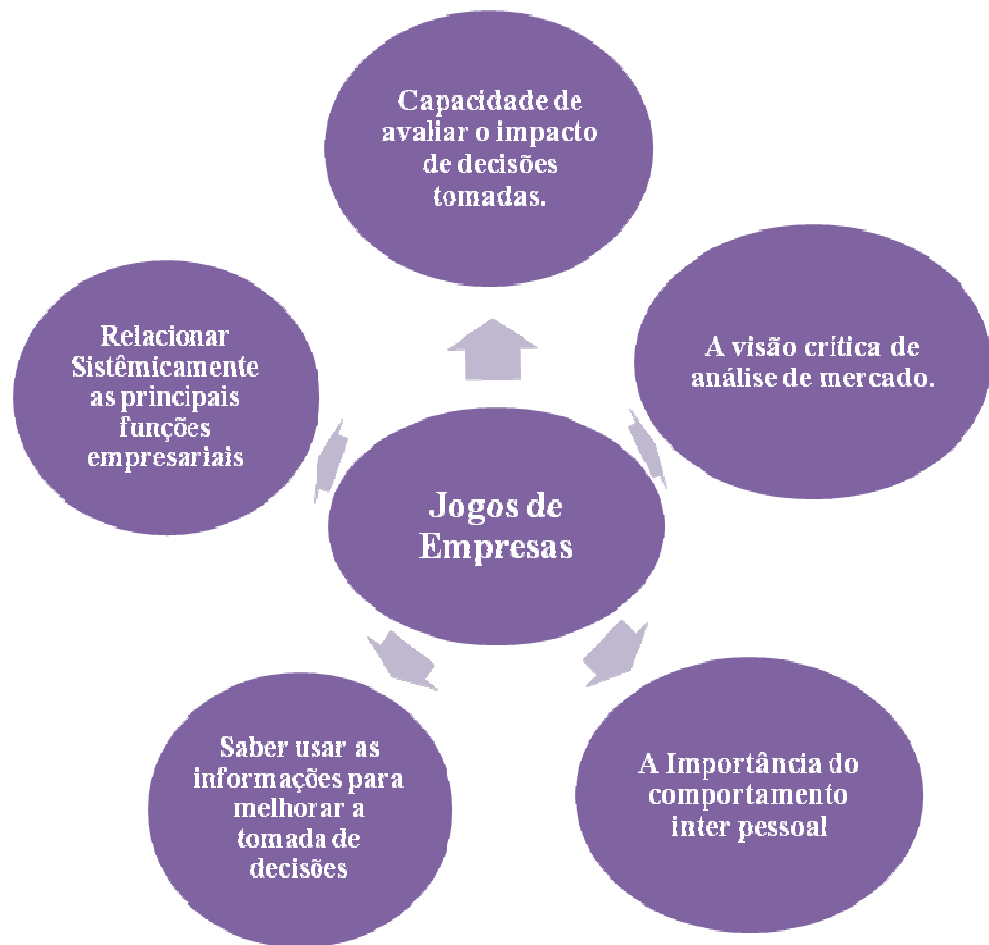 Capacidade de
avaliar o impacto
de decisões
tomadas.
A visão crítica de
análise de mercado.
Relacionar
Sistêmicamente
as principais
funções
empresariais
Jogos de
Empresas
Saber usar as
informações para
melhorar a
tomada de
decisões
A Importância do
comportamento
inter pessoal